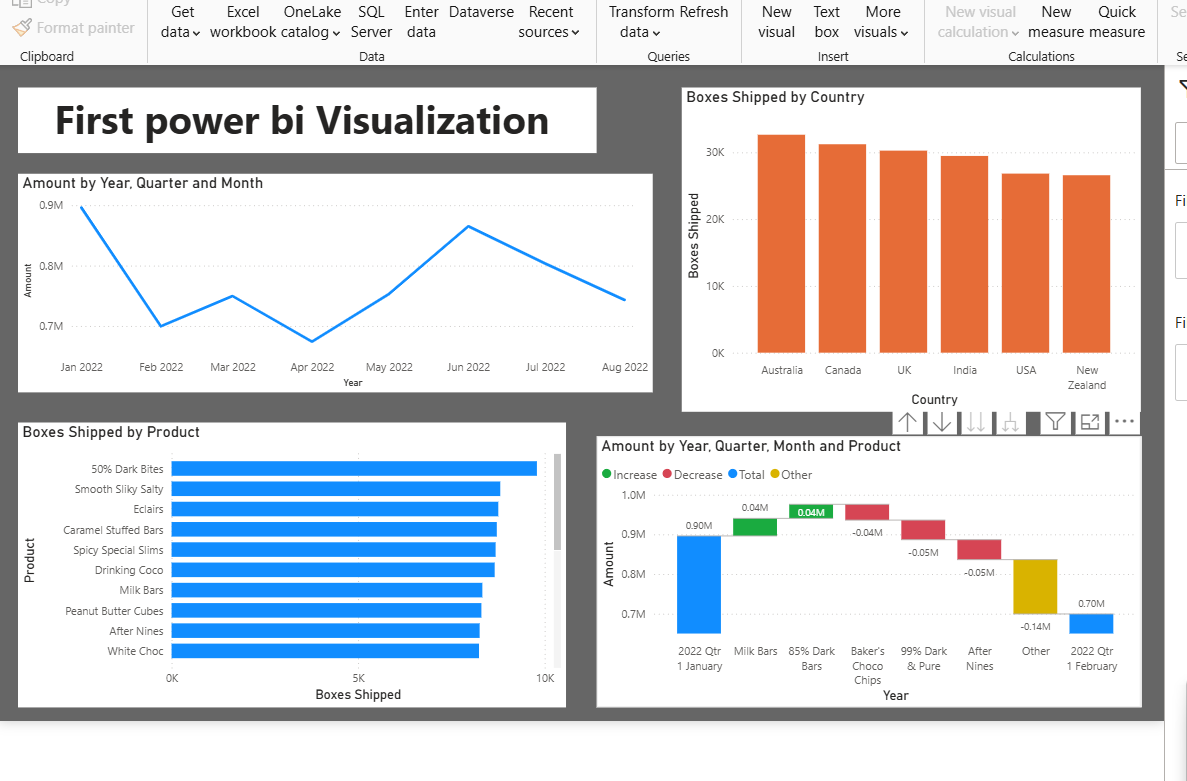 Copy
Format painter
Clipboard
Get data
Excel workbook
OneLake catalog
SQL Server
Enter data
Dataverse
Recent sources
Data
Transform data
Refresh
Queries
New visual
Text box
More visuals
Insert
New visual calculation
New measure
Quick measure
Calculations
Se
Se
First power bi Visualization
Amount by Year, Quarter and Month
0.9M
0.8M
0.7M
Amount
Jan 2022 Feb 2022 Mar 2022 Apr 2022 May 2022 Jun 2022 Jul 2022 Aug 2022
Year
Boxes Shipped by Country
30K
20K
10K
0K
Boxes Shipped
Australia Canada UK India USA New Zealand
Country
Fi
Fi
Boxes Shipped by Product
Product
50% Dark Bites
Smooth Sliky Salty
Eclairs
Caramel Stuffed Bars
Spicy Special Slims
Drinking Coco
Milk Bars
Peanut Butter Cubes
After Nines
White Choc
0K 5K 10K
Boxes Shipped
Amount by Year, Quarter, Month and Product
Increase Decrease Total Other
1.0M
0.9M
0.8M
0.7M
Amount
0.90M
0.04M
0.04M
-0.04M
-0.05M
-0.05M
-0.14M
0.70M
2022 Qtr 1 January
Milk Bars
85% Dark Bars
Baker's Choco Chips
99% Dark & Pure
After Nines
Other
2022 Qtr 1 February
Year